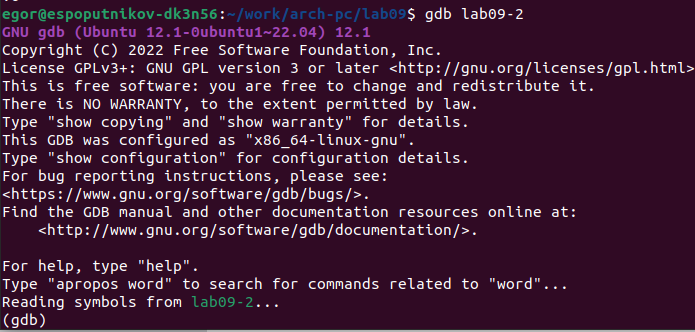 egor@espoputnikov-dk3n56:~/work/arch-pc/lab09$ gdb lab09-2
GNU gdb (Ubuntu 12.1-0ubuntu1~22.04) 12.1
Copyright (C) 2022 Free Software Foundation, Inc.
License GPLv3+: GNU GPL version 3 or later <http://gnu.org/licenses/gpl.html>
This is free software: you are free to change and redistribute it.
There is NO WARRANTY, to the extent permitted by law.
Type "show copying" and "show warranty" for details.
This GDB was configured as "x86_64-linux-gnu".
Type "show configuration" for configuration details.
For bug reporting instructions, please see:
<https://www.gnu.org/software/gdb/bugs/>.
Find the GDB manual and other documentation resources online at:
    <http://www.gnu.org/software/gdb/documentation/>.
For help, type "help".
Type "apropos word" to search for commands related to "word"...
Reading symbols from lab09-2...
(gdb)